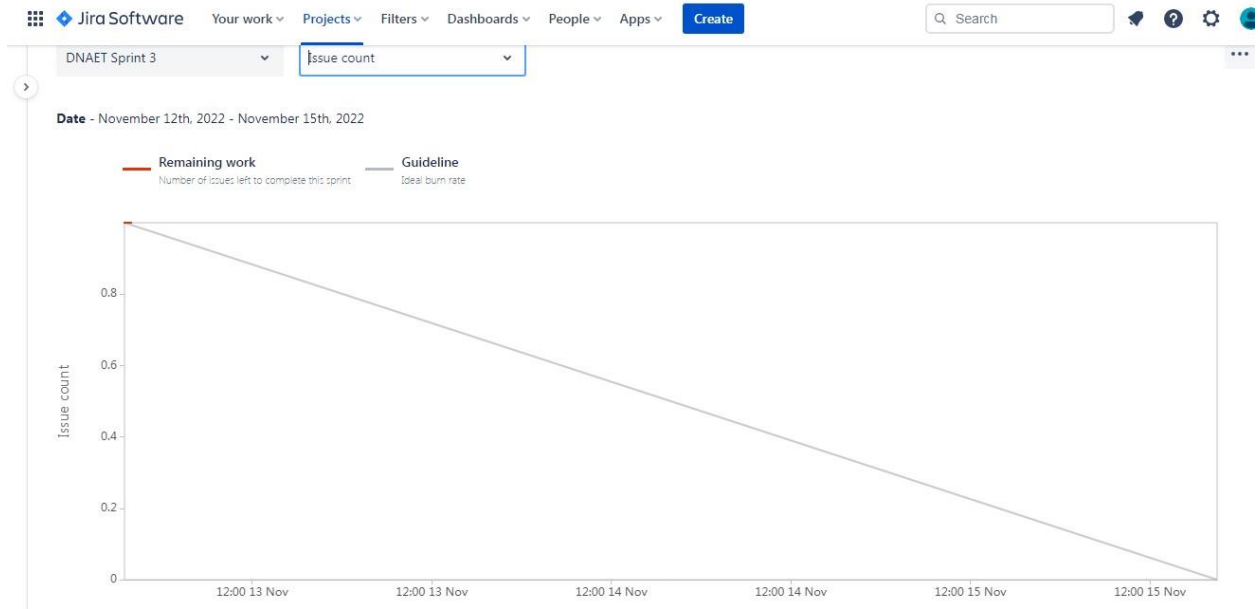 Jira Software Your work Projects Filters Dashboards People Apps Create Search
DNAET Sprint 3 Issue count
Date - November 12th, 2022 - November 15th, 2022
Remaining work Guideline
Number of issues left to complete this sprint Ideal burn rate
0.8
0.6
Issue count
0.4
0.2
0
12:00 13 Nov 12:00 13 Nov 12:00 14 Nov 12:00 14 Nov 12:00 15 Nov 12:00 15 Nov